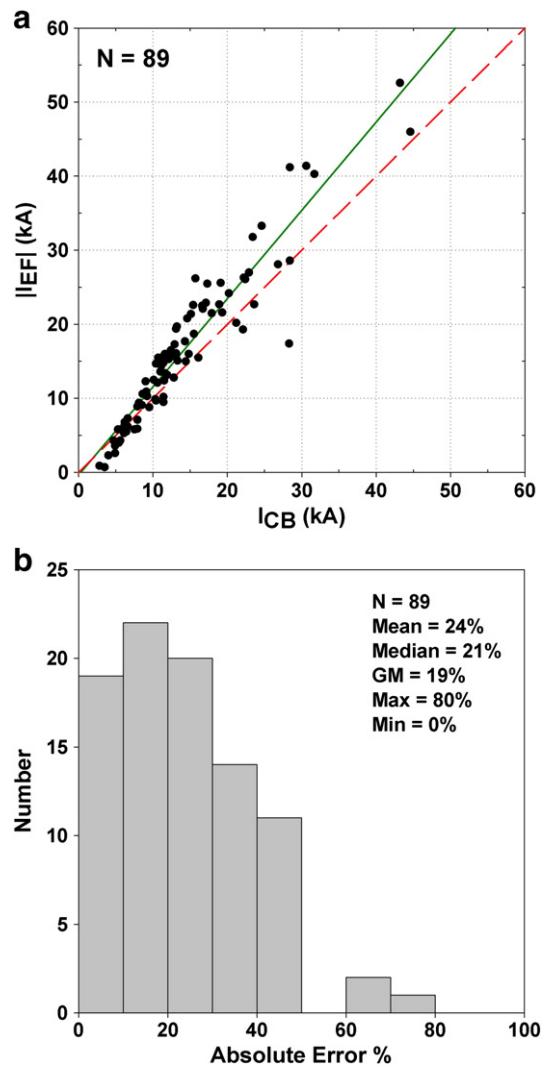 a
N = 89
60
50
40
30
20
10
0
|IEF| (kA)
0 10 20 30 40 50 60
ICB (kA)
b
25
20
15
10
5
0
Number
N = 89
Mean = 24%
Median = 21%
GM = 19%
Max = 80%
Min = 0%
0 20 40 60 80 100
Absolute Error %